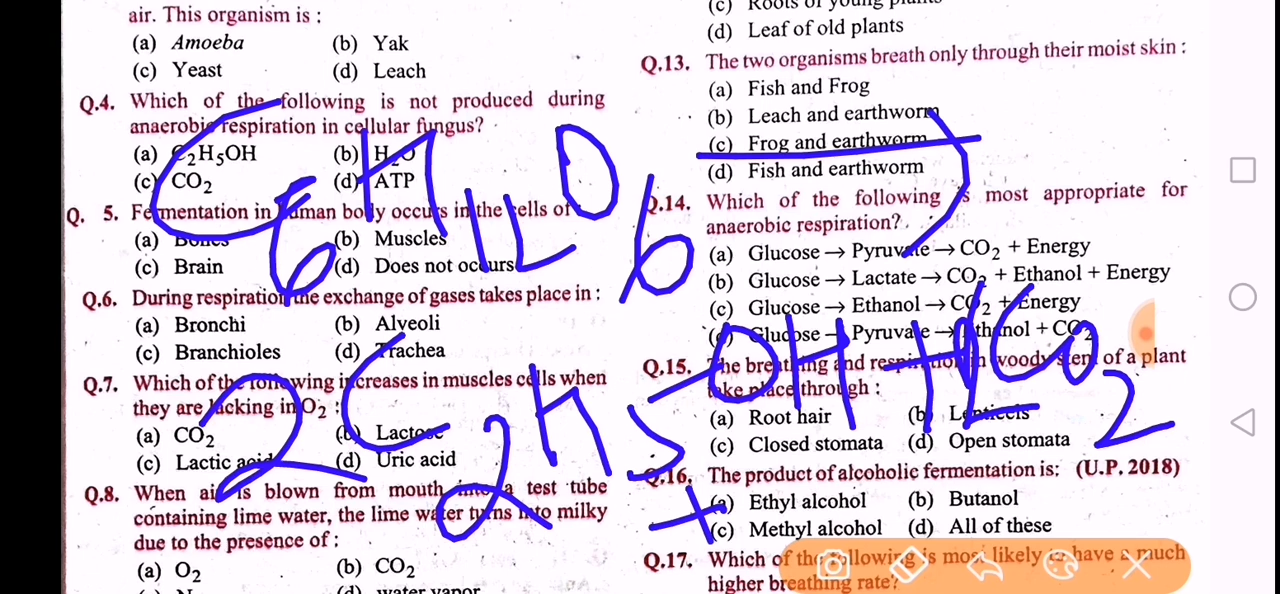 air. This organism is :
(a) Amoeba (b) Yak
(c) Yeast (d) Leach
Q.4. Which of the following is not produced during
anaerobic respiration in cellular fungus?
(a) C2H5OH (b) H2O
(c) CO2 (d) ATP
Q. 5. Fermentation in human body occurs in the cells of
(a) Bones (b) Muscles
(c) Brain (d) Does not occurs
Q.6. During respiration the exchange of gases takes place in :
(a) Bronchi (b) Alveoli
(c) Branchioles (d) Trachea
Q.7. Which of the following increases in muscles cells when
they are lacking in O2 :
(a) CO2 (b) Lactose
(c) Lactic acid (d) Uric acid
Q.8. When air is blown from mouth into a test tube
containing lime water, the lime water turns into milky
due to the presence of :
(a) O2 (b) CO2
(d) water vapor
(c) Roots of young plants
(d) Leaf of old plants
Q.13. The two organisms breath only through their moist skin :
(a) Fish and Frog
(b) Leach and earthworm
(c) Frog and earthworm
(d) Fish and earthworm
Q.14. Which of the following is most appropriate for
anaerobic respiration?
(a) Glucose → Pyruvate → CO2 + Energy
(b) Glucose → Lactate → CO2 + Ethanol + Energy
(c) Glucose → Ethanol → CO2 + Energy
(d) Glucose → Pyruvate → Ethanol + CO2
Q.15. The breathing and respiration in woody stem of a plant
take place through :
(a) Root hair (b) Lenticels
(c) Closed stomata (d) Open stomata
Q.16. The product of alcoholic fermentation is: (U.P. 2018)
(a) Ethyl alcohol (b) Butanol
(c) Methyl alcohol (d) All of these
Q.17. Which of the following is most likely to have a much
higher breathing rate?
C6H12O6
2C2H5-OH
+
CO2